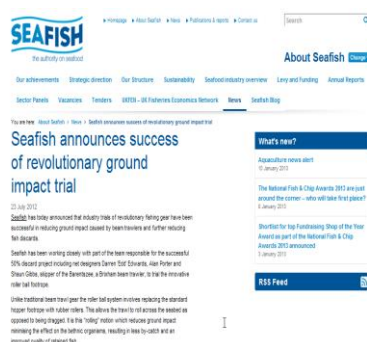 Homepage About Seafish News Publications & reports Contact us
Search
SEAFISH
the authority on seafood
About Seafish Change
Our achievements Strategic direction Our Structure Sustainability Seafood industry overview Levy and Funding Annual Reports
Sector Panels Vacancies Tenders UKFEN - UK Fisheries Economics Network News Seafish Blog
You are here: About Seafish > News > Seafish announces success of revolutionary ground impact trial
Seafish announces success
of revolutionary ground
impact trial
23 July 2012
Seafish has today announced that industry trials of revolutionary fishing gear have been
successful in reducing ground impact caused by beam trawlers and further reducing
fish discards.
Seafish has been working closely with part of the team responsible for the successful
50% discard project including net designers Darren 'Bob' Edwards, Alan Porter and
Shaun Gibbs, skipper of the Barentszee, a Brixham beam trawler, to trial the innovative
roller ball footrope.
Unlike traditional beam trawl gear the roller ball system involves replacing the standard
hopper footrope with rubber rollers. This allows the trawl to roll across the seabed as
opposed to being dragged. It is this "rolling" motion which reduces ground impact
minimising the effect on the benthic organisms, resulting in less by-catch and an
improved quality of retained fish.
What's new?
Aquaculture news alert
10 January, 2013
The National Fish & Chip Awards 2013 are just
around the corner – who will take first place?
8 January, 2013
Shortlist for top Fundraising Shop of the Year
Award as part of the National Fish & Chip
Awards 2013 announced
3 January, 2013
RSS Feed